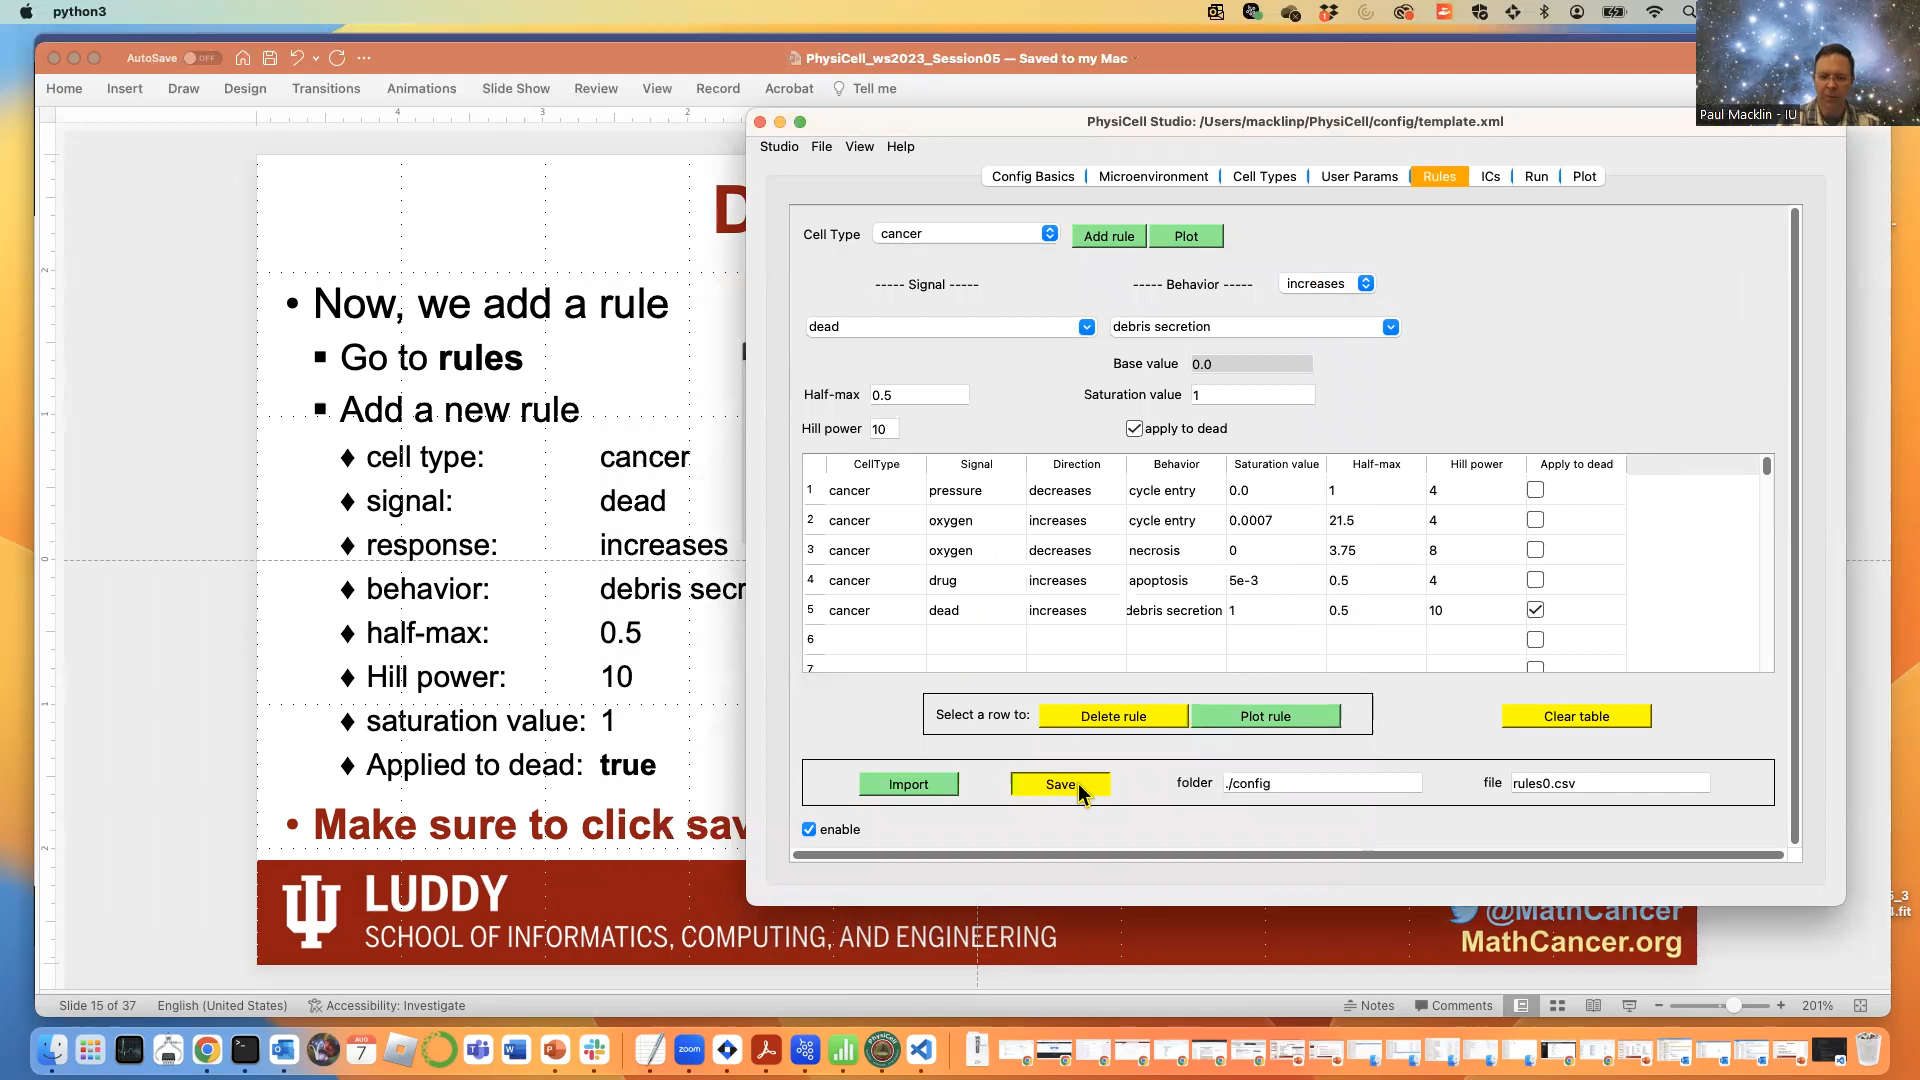 python3
AutoSave OFF
PhysiCell_ws2023_Session05 — Saved to my Mac
Home Insert Draw Design Transitions Animations Slide Show Review View Record Acrobat Tell me
4 3 2
Now, we add a rule
Go to rules
Add a new rule
cell type: cancer
signal: dead
response: increases
behavior: debris secr
half-max: 0.5
Hill power: 10
saturation value: 1
Applied to dead: true
Make sure to click sav
LUDDY
SCHOOL OF INFORMATICS, COMPUTING, AND ENGINEERING
@MathCancer
MathCancer.org
Slide 15 of 37 English (United States) Accessibility: Investigate Notes Comments 201%
Paul Macklin - IU
PhysiCell Studio: /Users/macklinp/PhysiCell/config/template.xml
Studio File View Help
Config Basics Microenvironment Cell Types User Params Rules ICs Run Plot
Cell Type cancer Add rule Plot
----- Signal ----- ----- Behavior ----- increases
dead debris secretion
Base value 0.0
Half-max 0.5 Saturation value 1
Hill power 10 apply to dead
CellType Signal Direction Behavior Saturation value Half-max Hill power Apply to dead
1 cancer pressure decreases cycle entry 0.0 1 4
2 cancer oxygen increases cycle entry 0.0007 21.5 4
3 cancer oxygen decreases necrosis 0 3.75 8
4 cancer drug increases apoptosis 5e-3 0.5 4
5 cancer dead increases debris secretion 1 0.5 10
6
7
Select a row to: Delete rule Plot rule Clear table
Import Save folder ./config file rules0.csv
enable
5_3
4.fit
AUG
7
zoom
PhysiCell